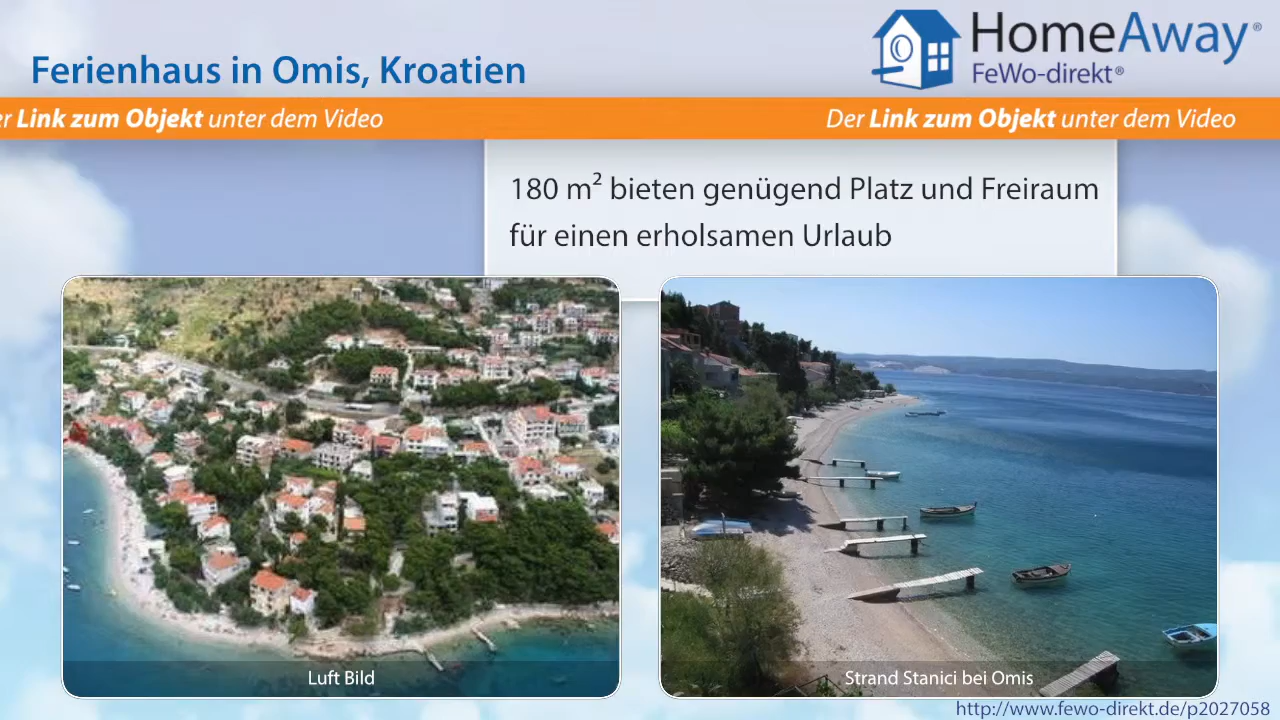 HomeAway®
Ferienhaus in Omis, Kroatien
FeWo-direkt®
er Link zum Objekt unter dem Video
Der Link zum Objekt unter dem Video
180 m² bieten genügend Platz und Freiraum
für einen erholsamen Urlaub
Luft Bild
Strand Stanici bei Omis
http://www.fewo-direkt.de/p2027058